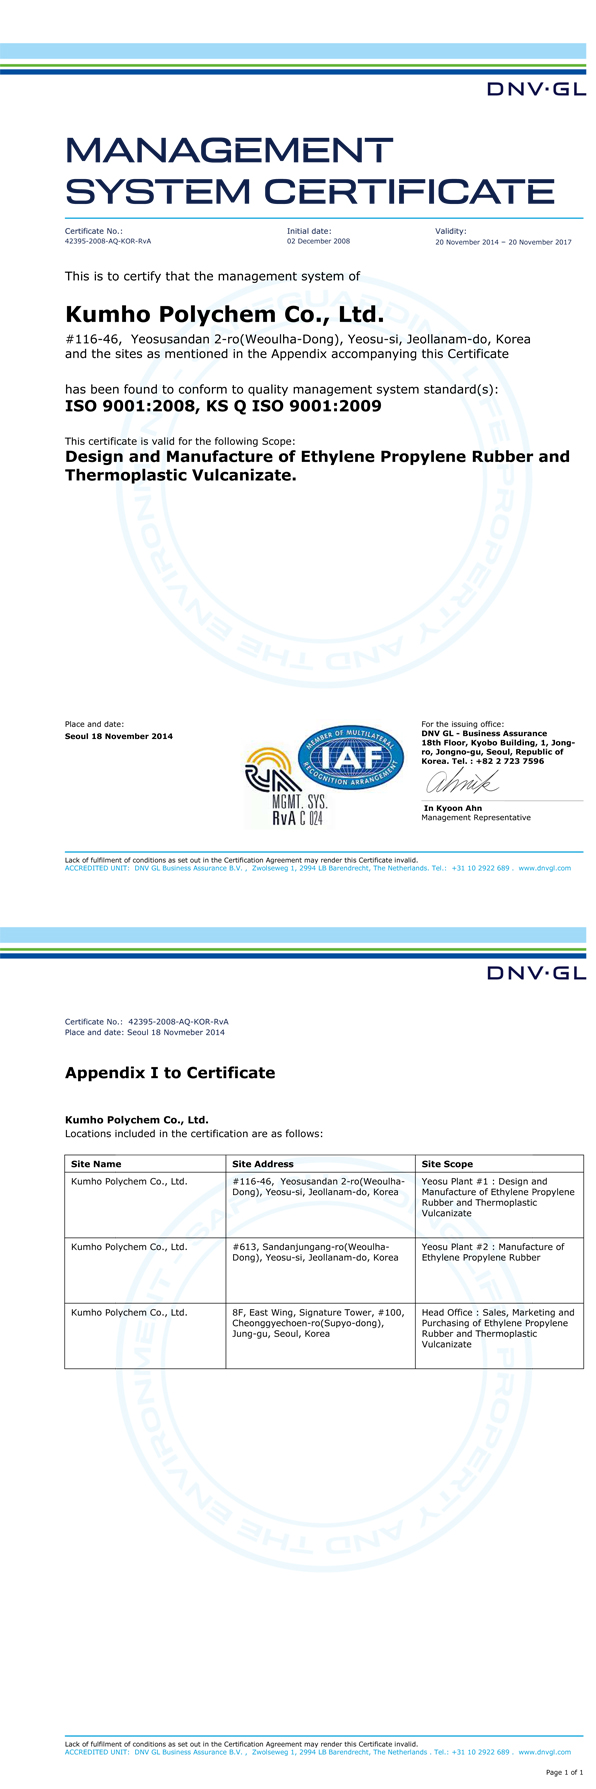 DNV·GL
MANAGEMENT
SYSTEM CERTIFICATE
Certificate No.:
42395-2008-AQ-KOR-RvA
Initial date:
02 December 2008
Validity:
20 November 2014 – 20 November 2017
This is to certify that the management system of
Kumho Polychem Co., Ltd.
#116-46,  Yeosusandan 2-ro(Weoulha-Dong), Yeosu-si, Jeollanam-do, Korea
and the sites as mentioned in the Appendix accompanying this Certificate
has been found to conform to quality management system standard(s):
ISO 9001:2008, KS Q ISO 9001:2009
This certificate is valid for the following Scope:
Design and Manufacture of Ethylene Propylene Rubber and
Thermoplastic Vulcanizate.
SAFEGUARDING LIFE PROPERTY AND THE ENVIRONMENT
Place and date:
Seoul 18 November 2014
RvA
MGMT. SYS.
RvA C 024
MEMBER OF MULTILATERAL
IAF
RECOGNITION ARRANGEMENT
For the issuing office:
DNV GL - Business Assurance
18th Floor, Kyobo Building, 1, Jong-
ro, Jongno-gu, Seoul, Republic of
Korea. Tel. : +82 2 723 7596
In Kyoon Ahn
Management Representative
Lack of fulfilment of conditions as set out in the Certification Agreement may render this Certificate invalid.
ACCREDITED UNIT:  DNV GL Business Assurance B.V. ,  Zwolseweg 1, 2994 LB Barendrecht, The Netherlands. Tel.:  +31 10 2922 689 .  www.dnvgl.com
DNV·GL
Certificate No.:  42395-2008-AQ-KOR-RvA
Place and date: Seoul 18 Novmeber 2014
Appendix I to Certificate
Kumho Polychem Co., Ltd.
Locations included in the certification are as follows:
Site Name
Site Address
Site Scope
Kumho Polychem Co., Ltd.
#116-46,  Yeosusandan 2-ro(Weoulha-
Dong), Yeosu-si, Jeollanam-do, Korea
Yeosu Plant #1 : Design and
Manufacture of Ethylene Propylene
Rubber and Thermoplastic
Vulcanizate
Kumho Polychem Co., Ltd.
#613, Sandanjungang-ro(Weoulha-
Dong), Yeosu-si, Jeollanam-do, Korea
Yeosu Plant #2 : Manufacture of
Ethylene Propylene Rubber
Kumho Polychem Co., Ltd.
8F, East Wing, Signature Tower, #100,
Cheonggyechoen-ro(Supyo-dong),
Jung-gu, Seoul, Korea
Head Office : Sales, Marketing and
Purchasing of Ethylene Propylene
Rubber and Thermoplastic
Vulcanizate
Lack of fulfilment of conditions as set out in the Certification Agreement may render this Certificate invalid.
ACCREDITED UNIT:  DNV GL Business Assurance B.V. ,  Zwolseweg 1, 2994 LB Barendrecht, The Netherlands . Tel.: +31 10 2922 689 .  www.dnvgl.com
Page 1 of 1